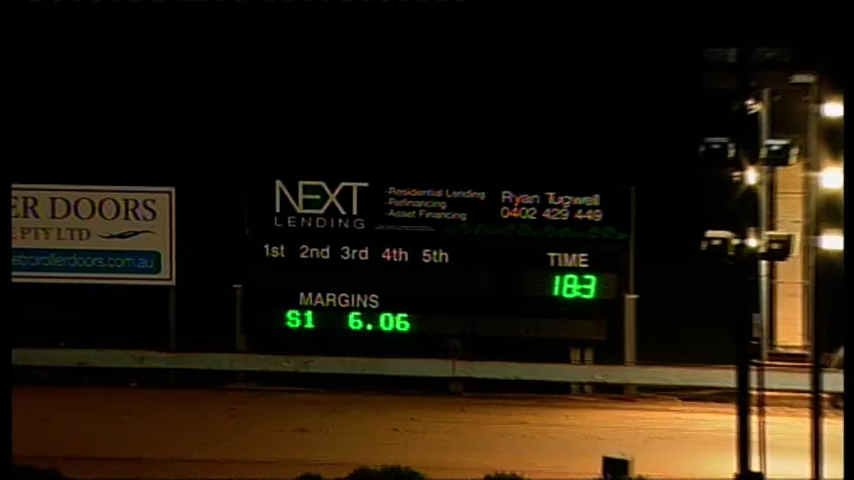 ER DOORS
E PTY LTD
etrorollerdoors.com.au
NEXT
LENDING
-Residential Lending
-Refinancing
-Asset Financing
Ryan Tugwell
0402 429 449
1st 2nd 3rd 4th 5th
TIME
18:3
MARGINS
S1 6.06